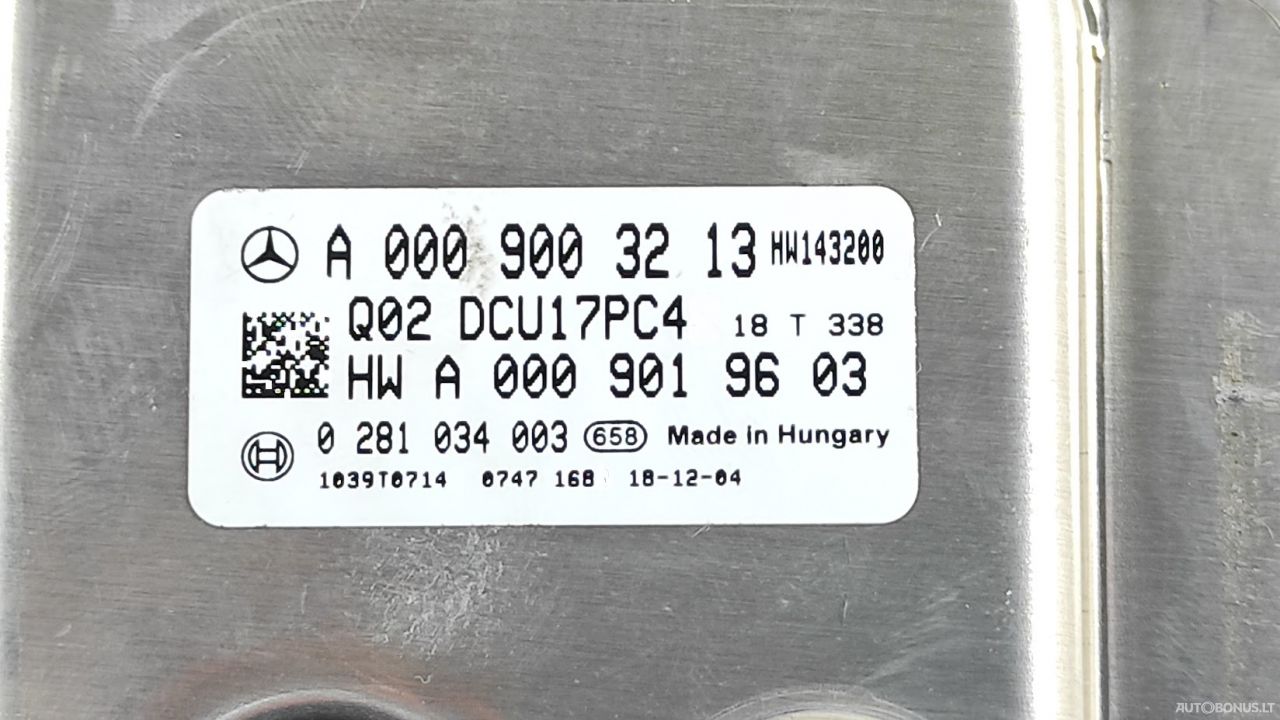 A 000 900 32 13 HW143200
Q02 DCU17PC4 18 T 338
HW A 000 901 96 03
0 281 034 003 658 Made in Hungary
1039T0714 0747 168 18-12-04
AUTOBONUS.LT